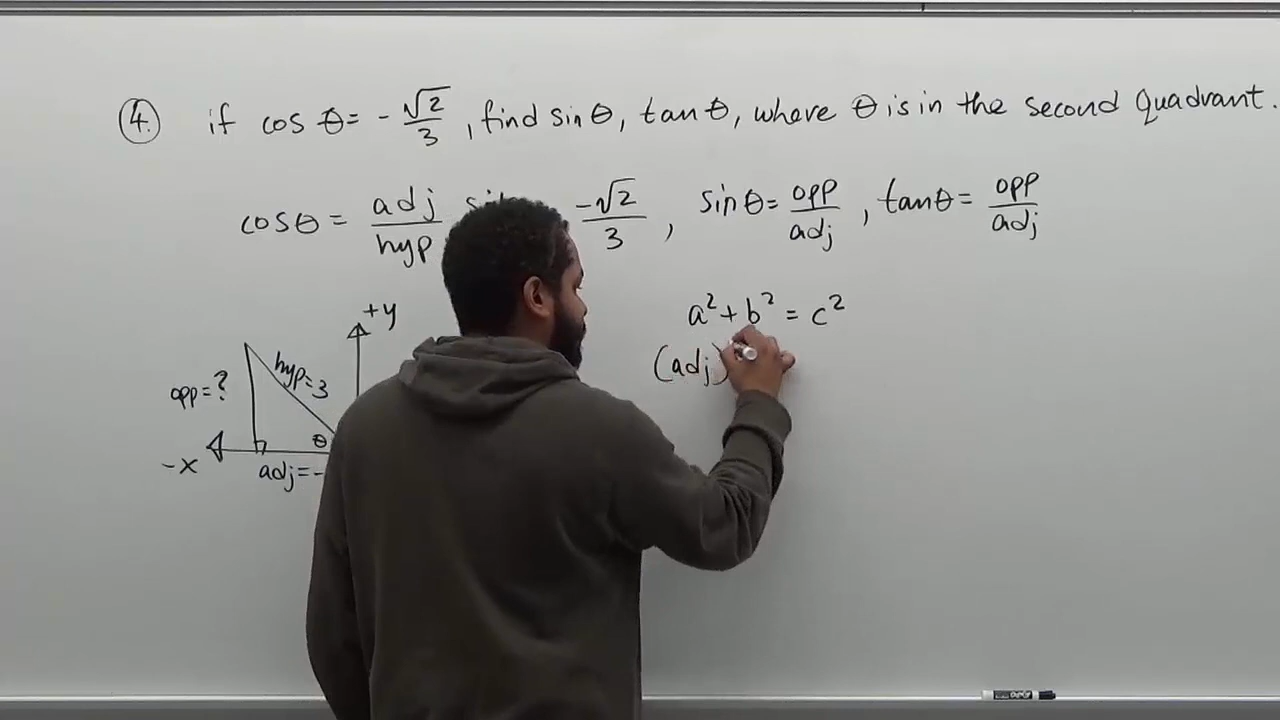 4. if cos θ = -√2/3, find sin θ, tan θ, where θ is in the second quadrant.
cos θ = adj/hyp -√2/3, sin θ = opp/adj, tan θ = opp/adj
+y
a² + b² = c²
(adj)
hyp=3
opp=?
θ
-x
adj=-